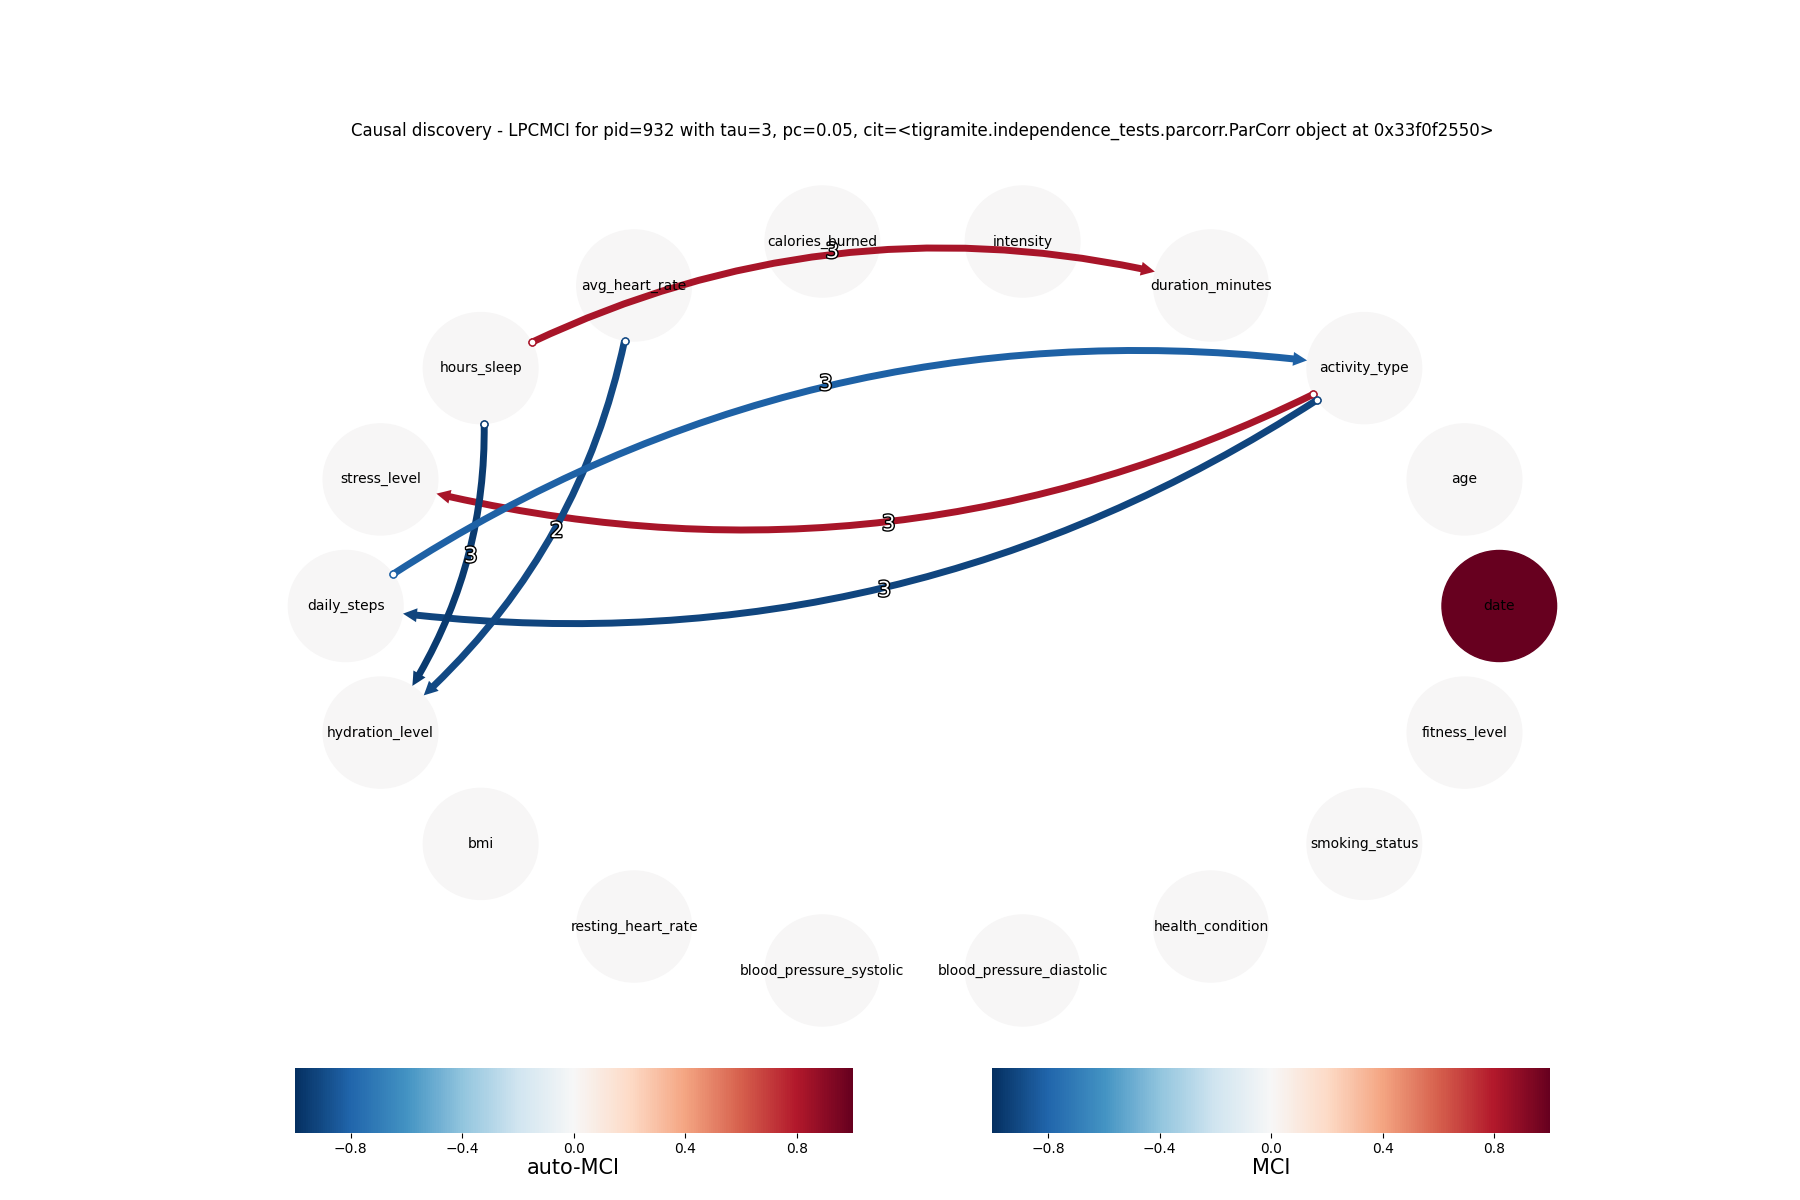 Causal discovery - LPCMCI for pid=932 with tau=3, pc=0.05, cit=<tigramite.independence_tests.parcorr.ParCorr object at 0x33f0f2550>
calories_burned
intensity
3
avg_heart_rate
duration_minutes
hours_sleep
activity_type
3
stress_level
age
3
2
3
3
daily_steps
date
hydration_level
fitness_level
bmi
smoking_status
resting_heart_rate
health_condition
blood_pressure_systolic
blood_pressure_diastolic
−0.8 −0.4 0.0 0.4 0.8
auto-MCI
−0.8 −0.4 0.0 0.4 0.8
MCI